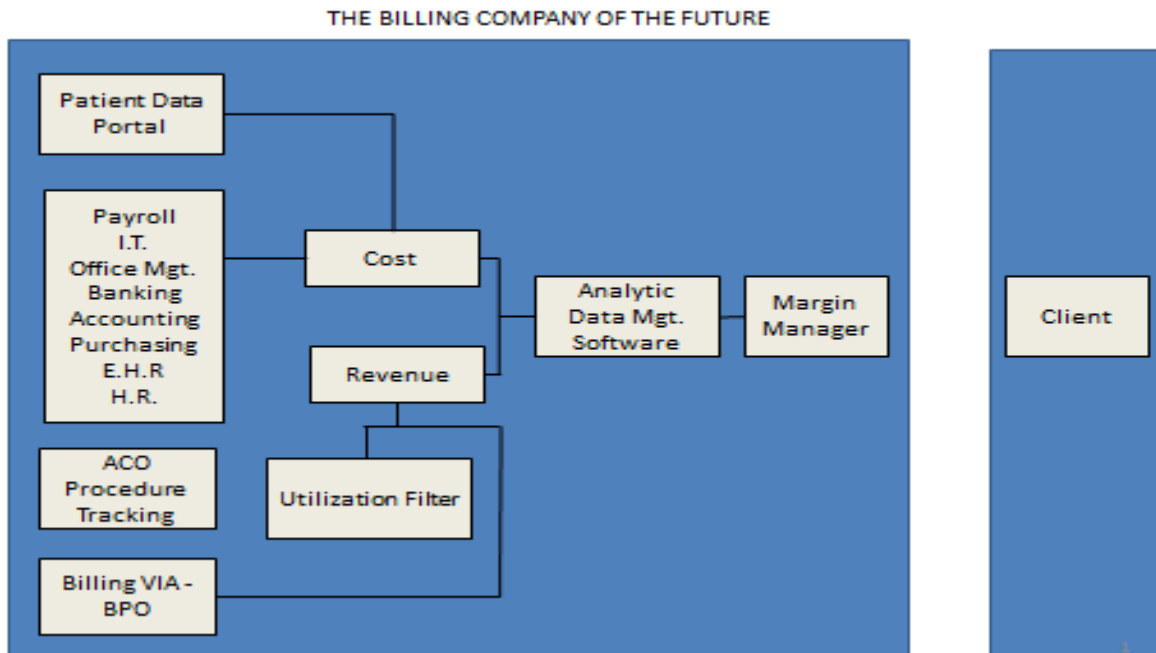 THE BILLING COMPANY OF THE FUTURE
Patient Data
Portal
Payroll
I.T.
Office Mgt.
Banking
Accounting
Purchasing
E.H.R
H.R.
Cost
Analytic
Data Mgt.
Software
Margin
Manager
Client
Revenue
ACO
Procedure
Tracking
Utilization Filter
Billing VIA -
BPO
1